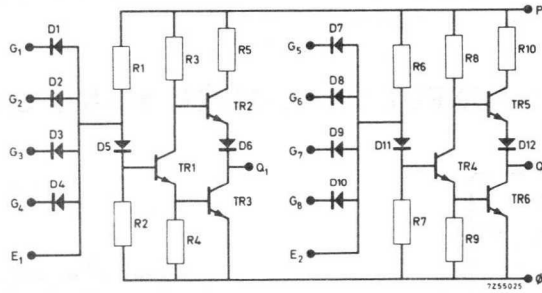 P
D1
G₁
R1
R3
R5
D2
G₂
TR2
D3
G₃
D5
D6
TR1
Q₁
D4
G₄
R2
R4
TR3
E₁
D7
G₅
R6
R8
R10
D8
G₆
TR5
D9
G₇
D11
D12
TR4
Q
D10
G₈
R7
R9
TR6
E₂
7Z55025